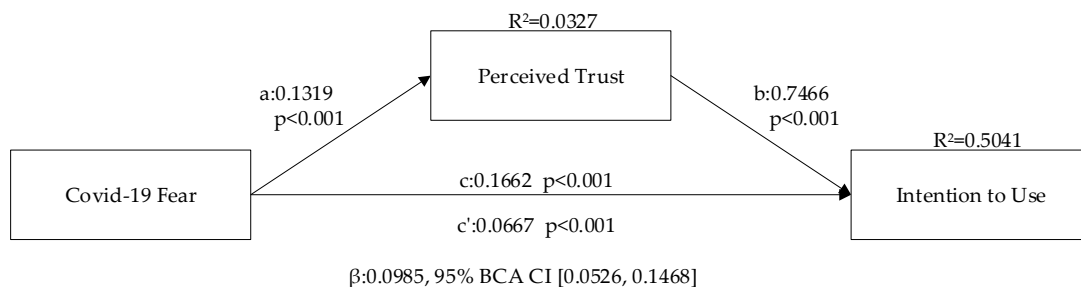 R²=0.0327
Perceived Trust
a:0.1319
p<0.001
b:0.7466
p<0.001
R²=0.5041
Covid-19 Fear
c:0.1662 p<0.001
Intention to Use
c':0.0667 p<0.001
β:0.0985, 95% BCA CI [0.0526, 0.1468]